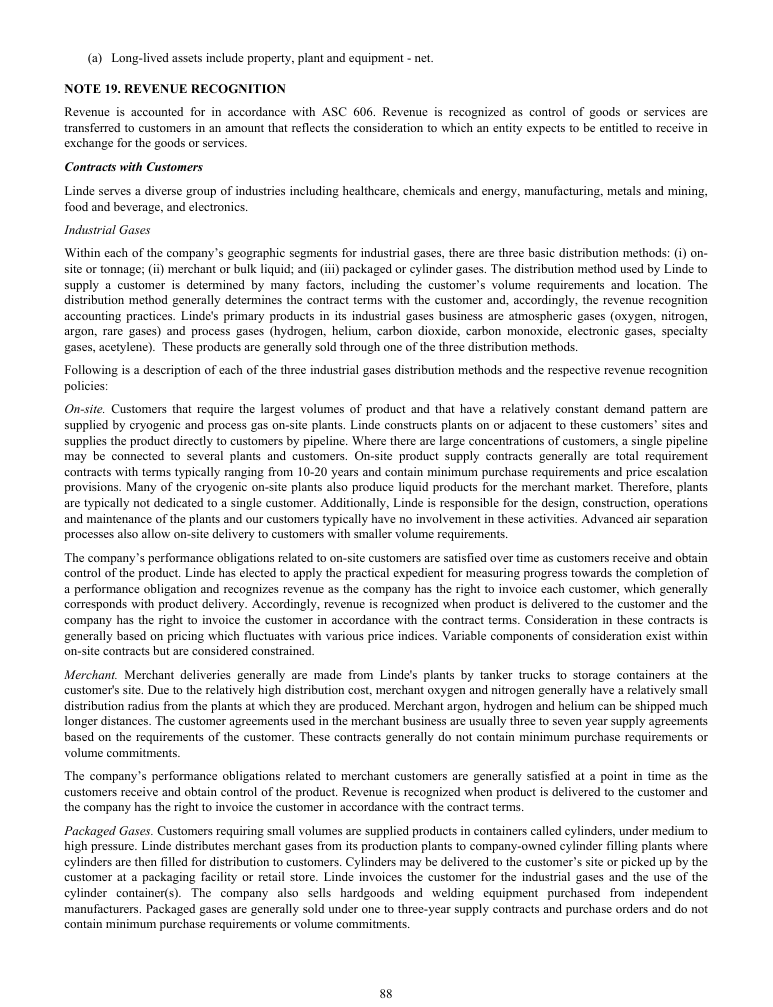 (a) Long-lived assets include property, plant and equipment - net.
NOTE 19. REVENUE RECOGNITION
Revenue is accounted for in accordance with ASC 606. Revenue is recognized as control of goods or services are
transferred to customers in an amount that reflects the consideration to which an entity expects to be entitled to receive in
exchange for the goods or services.
Contracts with Customers
Linde serves a diverse group of industries including healthcare, chemicals and energy, manufacturing, metals and mining,
food and beverage, and electronics.
Industrial Gases
Within each of the company’s geographic segments for industrial gases, there are three basic distribution methods: (i) on-
site or tonnage; (ii) merchant or bulk liquid; and (iii) packaged or cylinder gases. The distribution method used by Linde to
supply a customer is determined by many factors, including the customer’s volume requirements and location. The
distribution method generally determines the contract terms with the customer and, accordingly, the revenue recognition
accounting practices. Linde's primary products in its industrial gases business are atmospheric gases (oxygen, nitrogen,
argon, rare gases) and process gases (hydrogen, helium, carbon dioxide, carbon monoxide, electronic gases, specialty
gases, acetylene). These products are generally sold through one of the three distribution methods.
Following is a description of each of the three industrial gases distribution methods and the respective revenue recognition
policies:
On-site. Customers that require the largest volumes of product and that have a relatively constant demand pattern are
supplied by cryogenic and process gas on-site plants. Linde constructs plants on or adjacent to these customers’ sites and
supplies the product directly to customers by pipeline. Where there are large concentrations of customers, a single pipeline
may be connected to several plants and customers. On-site product supply contracts generally are total requirement
contracts with terms typically ranging from 10-20 years and contain minimum purchase requirements and price escalation
provisions. Many of the cryogenic on-site plants also produce liquid products for the merchant market. Therefore, plants
are typically not dedicated to a single customer. Additionally, Linde is responsible for the design, construction, operations
and maintenance of the plants and our customers typically have no involvement in these activities. Advanced air separation
processes also allow on-site delivery to customers with smaller volume requirements.
The company’s performance obligations related to on-site customers are satisfied over time as customers receive and obtain
control of the product. Linde has elected to apply the practical expedient for measuring progress towards the completion of
a performance obligation and recognizes revenue as the company has the right to invoice each customer, which generally
corresponds with product delivery. Accordingly, revenue is recognized when product is delivered to the customer and the
company has the right to invoice the customer in accordance with the contract terms. Consideration in these contracts is
generally based on pricing which fluctuates with various price indices. Variable components of consideration exist within
on-site contracts but are considered constrained.
Merchant. Merchant deliveries generally are made from Linde's plants by tanker trucks to storage containers at the
customer's site. Due to the relatively high distribution cost, merchant oxygen and nitrogen generally have a relatively small
distribution radius from the plants at which they are produced. Merchant argon, hydrogen and helium can be shipped much
longer distances. The customer agreements used in the merchant business are usually three to seven year supply agreements
based on the requirements of the customer. These contracts generally do not contain minimum purchase requirements or
volume commitments.
The company’s performance obligations related to merchant customers are generally satisfied at a point in time as the
customers receive and obtain control of the product. Revenue is recognized when product is delivered to the customer and
the company has the right to invoice the customer in accordance with the contract terms.
Packaged Gases. Customers requiring small volumes are supplied products in containers called cylinders, under medium to
high pressure. Linde distributes merchant gases from its production plants to company-owned cylinder filling plants where
cylinders are then filled for distribution to customers. Cylinders may be delivered to the customer’s site or picked up by the
customer at a packaging facility or retail store. Linde invoices the customer for the industrial gases and the use of the
cylinder container(s). The company also sells hardgoods and welding equipment purchased from independent
manufacturers. Packaged gases are generally sold under one to three-year supply contracts and purchase orders and do not
contain minimum purchase requirements or volume commitments.
88